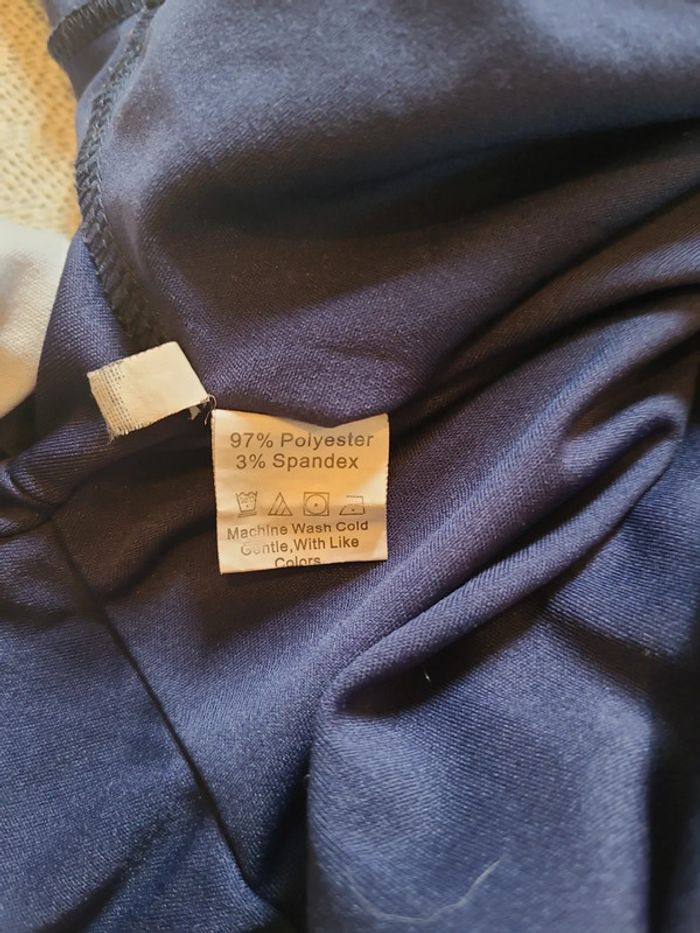 97% Polyester
3% Spandex
Machine Wash Cold
Gentle,With Like
Colors